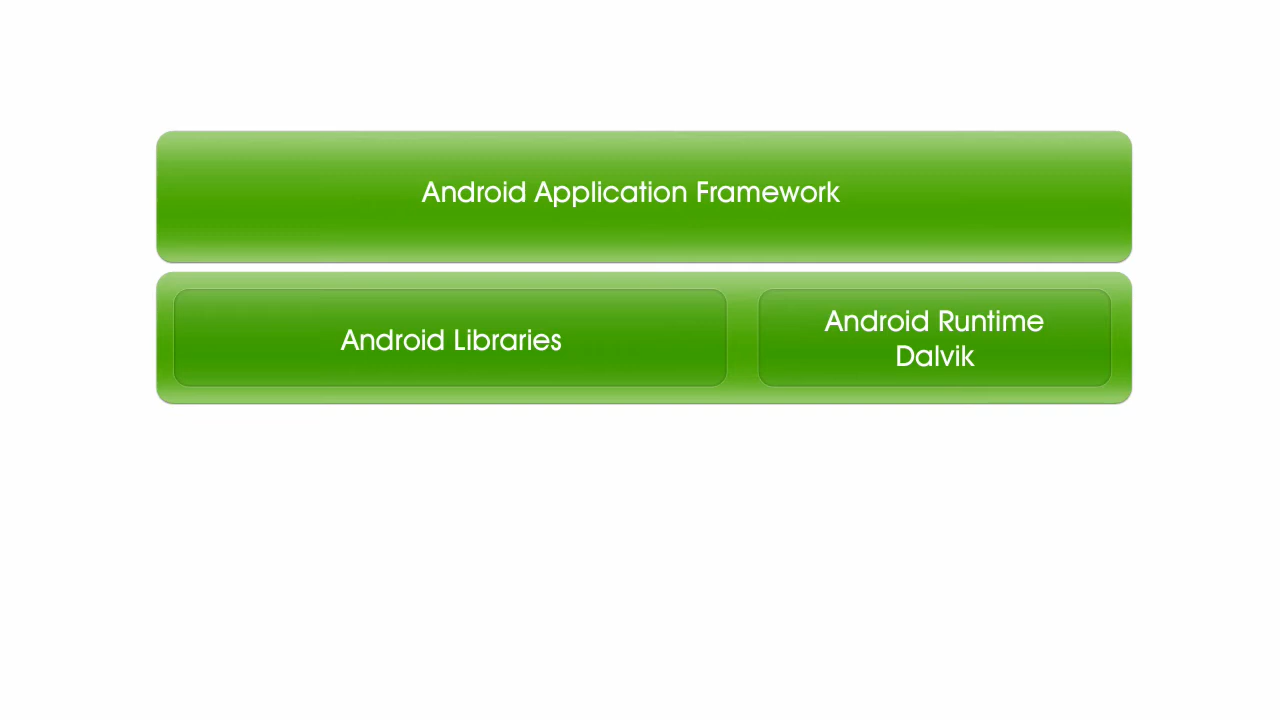 Android Application Framework
Android Libraries
Android Runtime
Dalvik